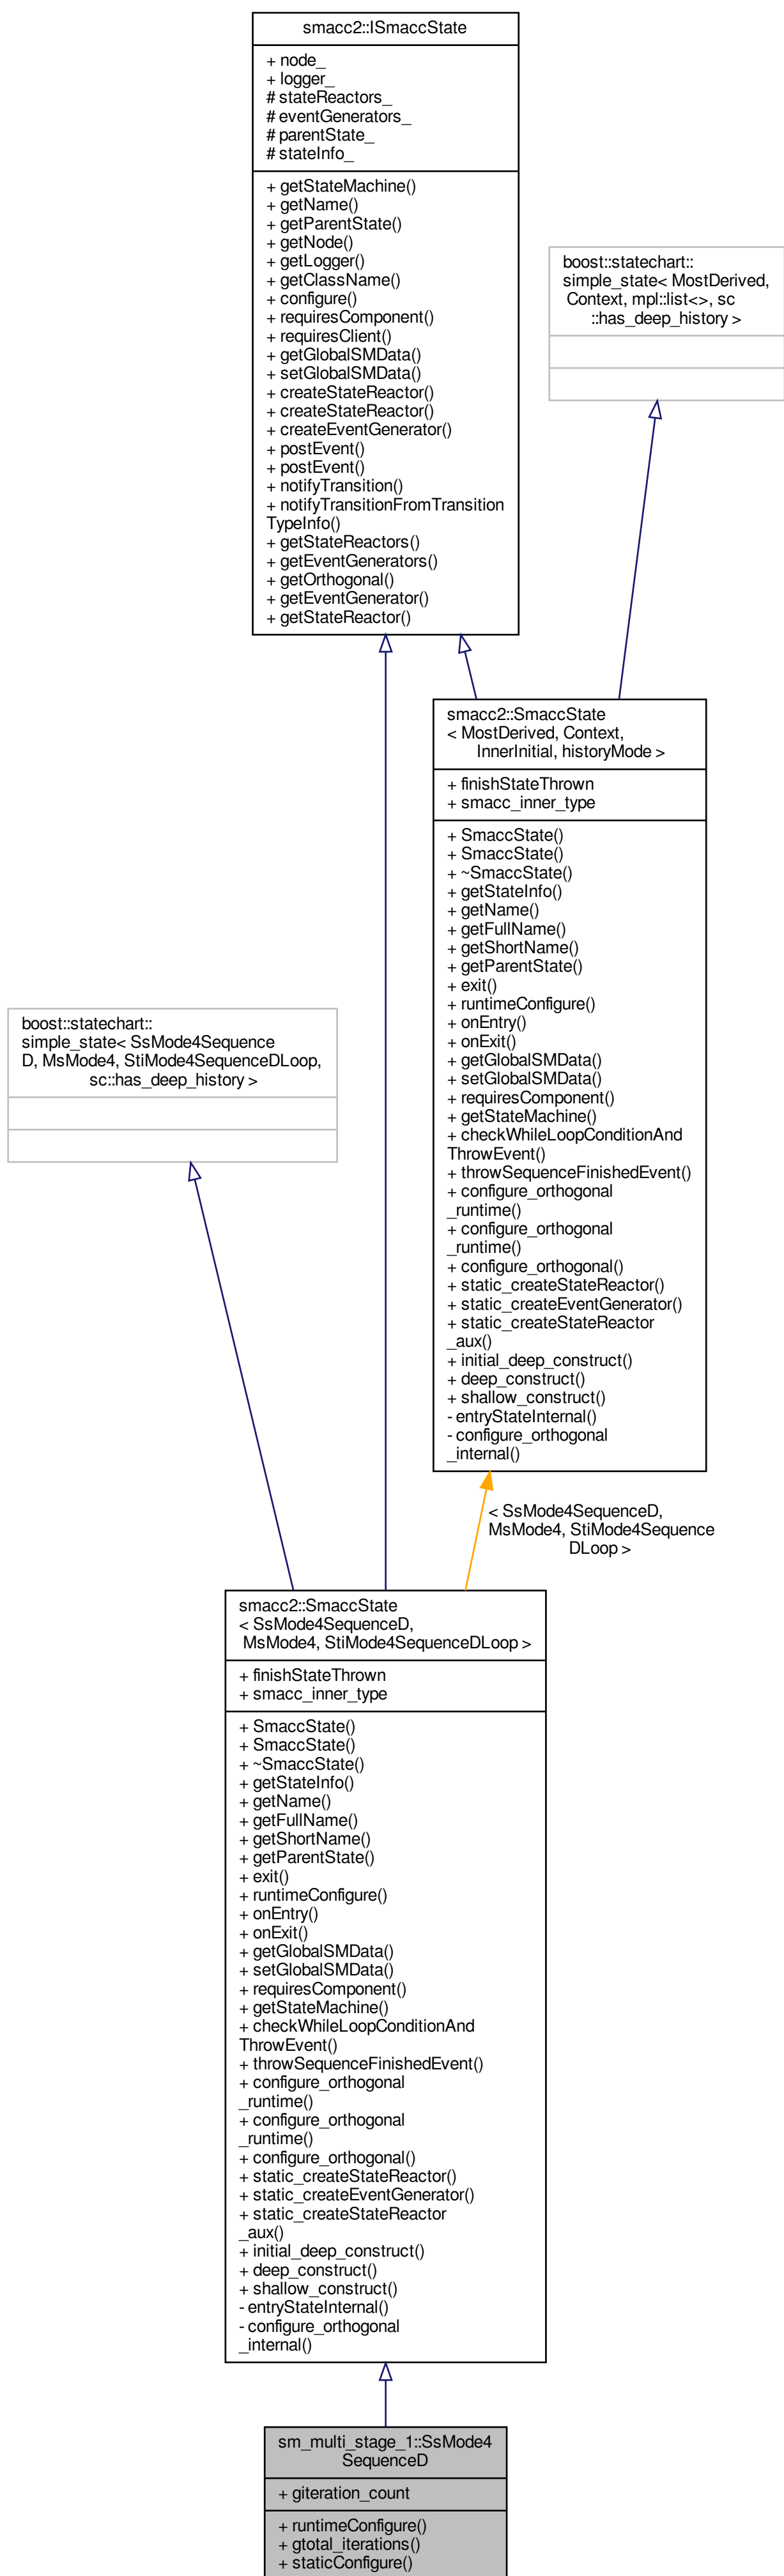 smacc2::ISmaccState
+ node_
+ logger_
# stateReactors_
# eventGenerators_
# parentState_
# stateInfo_
+ getStateMachine()
+ getName()
+ getParentState()
+ getNode()
+ getLogger()
+ getClassName()
+ configure()
+ requiresComponent()
+ requiresClient()
+ getGlobalSMData()
+ setGlobalSMData()
+ createStateReactor()
+ createStateReactor()
+ createEventGenerator()
+ postEvent()
+ postEvent()
+ notifyTransition()
+ notifyTransitionFromTransition
TypeInfo()
+ getStateReactors()
+ getEventGenerators()
+ getOrthogonal()
+ getEventGenerator()
+ getStateReactor()
boost::statechart::
simple_state< MostDerived,
Context, mpl::list<>, sc
::has_deep_history >
smacc2::SmaccState
< MostDerived, Context,
InnerInitial, historyMode >
+ finishStateThrown
+ smacc_inner_type
+ SmaccState()
+ SmaccState()
+ ~SmaccState()
+ getStateInfo()
+ getName()
+ getFullName()
+ getShortName()
+ getParentState()
+ exit()
+ runtimeConfigure()
+ onEntry()
+ onExit()
+ getGlobalSMData()
+ setGlobalSMData()
+ requiresComponent()
+ getStateMachine()
+ checkWhileLoopConditionAnd
ThrowEvent()
+ throwSequenceFinishedEvent()
+ configure_orthogonal
_runtime()
+ configure_orthogonal
_runtime()
+ configure_orthogonal()
+ static_createStateReactor()
+ static_createEventGenerator()
+ static_createStateReactor
_aux()
+ initial_deep_construct()
+ deep_construct()
+ shallow_construct()
- entryStateInternal()
- configure_orthogonal
_internal()
boost::statechart::
simple_state< SsMode4Sequence
D, MsMode4, StiMode4SequenceDLoop,
sc::has_deep_history >
< SsMode4SequenceD,
MsMode4, StiMode4Sequence
DLoop >
smacc2::SmaccState
< SsMode4SequenceD,
MsMode4, StiMode4SequenceDLoop >
+ finishStateThrown
+ smacc_inner_type
+ SmaccState()
+ SmaccState()
+ ~SmaccState()
+ getStateInfo()
+ getName()
+ getFullName()
+ getShortName()
+ getParentState()
+ exit()
+ runtimeConfigure()
+ onEntry()
+ onExit()
+ getGlobalSMData()
+ setGlobalSMData()
+ requiresComponent()
+ getStateMachine()
+ checkWhileLoopConditionAnd
ThrowEvent()
+ throwSequenceFinishedEvent()
+ configure_orthogonal
_runtime()
+ configure_orthogonal
_runtime()
+ configure_orthogonal()
+ static_createStateReactor()
+ static_createEventGenerator()
+ static_createStateReactor
_aux()
+ initial_deep_construct()
+ deep_construct()
+ shallow_construct()
- entryStateInternal()
- configure_orthogonal
_internal()
sm_multi_stage_1::SsMode4
SequenceD
+ giteration_count
+ runtimeConfigure()
+ gtotal_iterations()
+ staticConfigure()